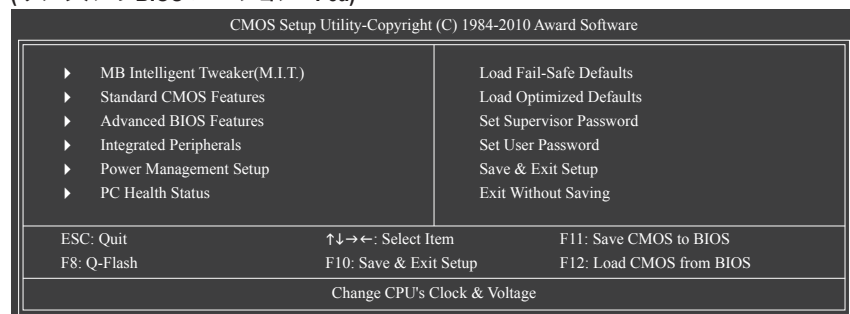 CMOS Setup Utility-Copyright (C) 1984-2010 Award Software
MB Intelligent Tweaker(M.I.T.)
Standard CMOS Features
Advanced BIOS Features
Integrated Peripherals
Power Management Setup
PC Health Status
Load Fail-Safe Defaults
Load Optimized Defaults
Set Supervisor Password
Set User Password
Save & Exit Setup
Exit Without Saving
ESC: Quit
↑↓→←: Select Item
F11: Save CMOS to BIOS
F8: Q-Flash
F10: Save & Exit Setup
F12: Load CMOS from BIOS
Change CPU's Clock & Voltage